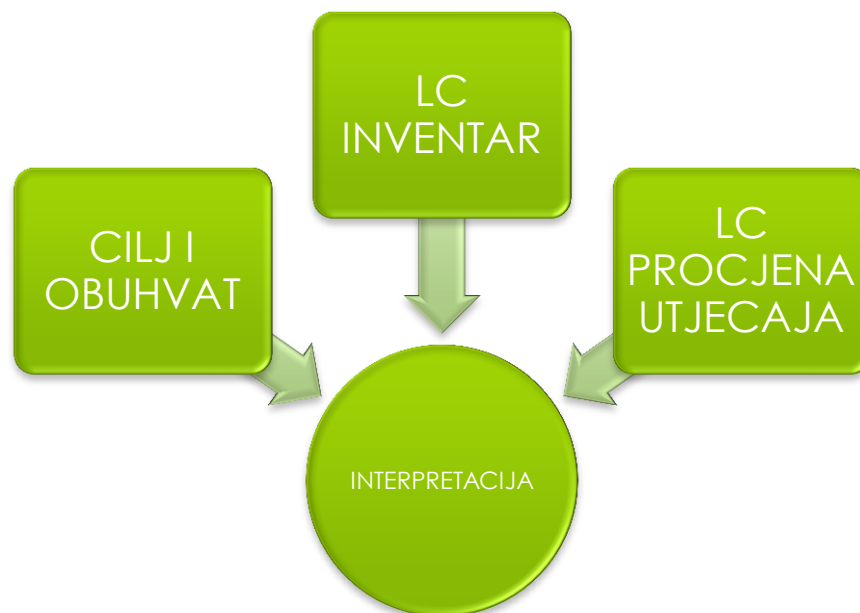 LC
INVENTAR
CILJ I
OBUHVAT
LC
PROCJENA
UTJECAJA
INTERPRETACIJA